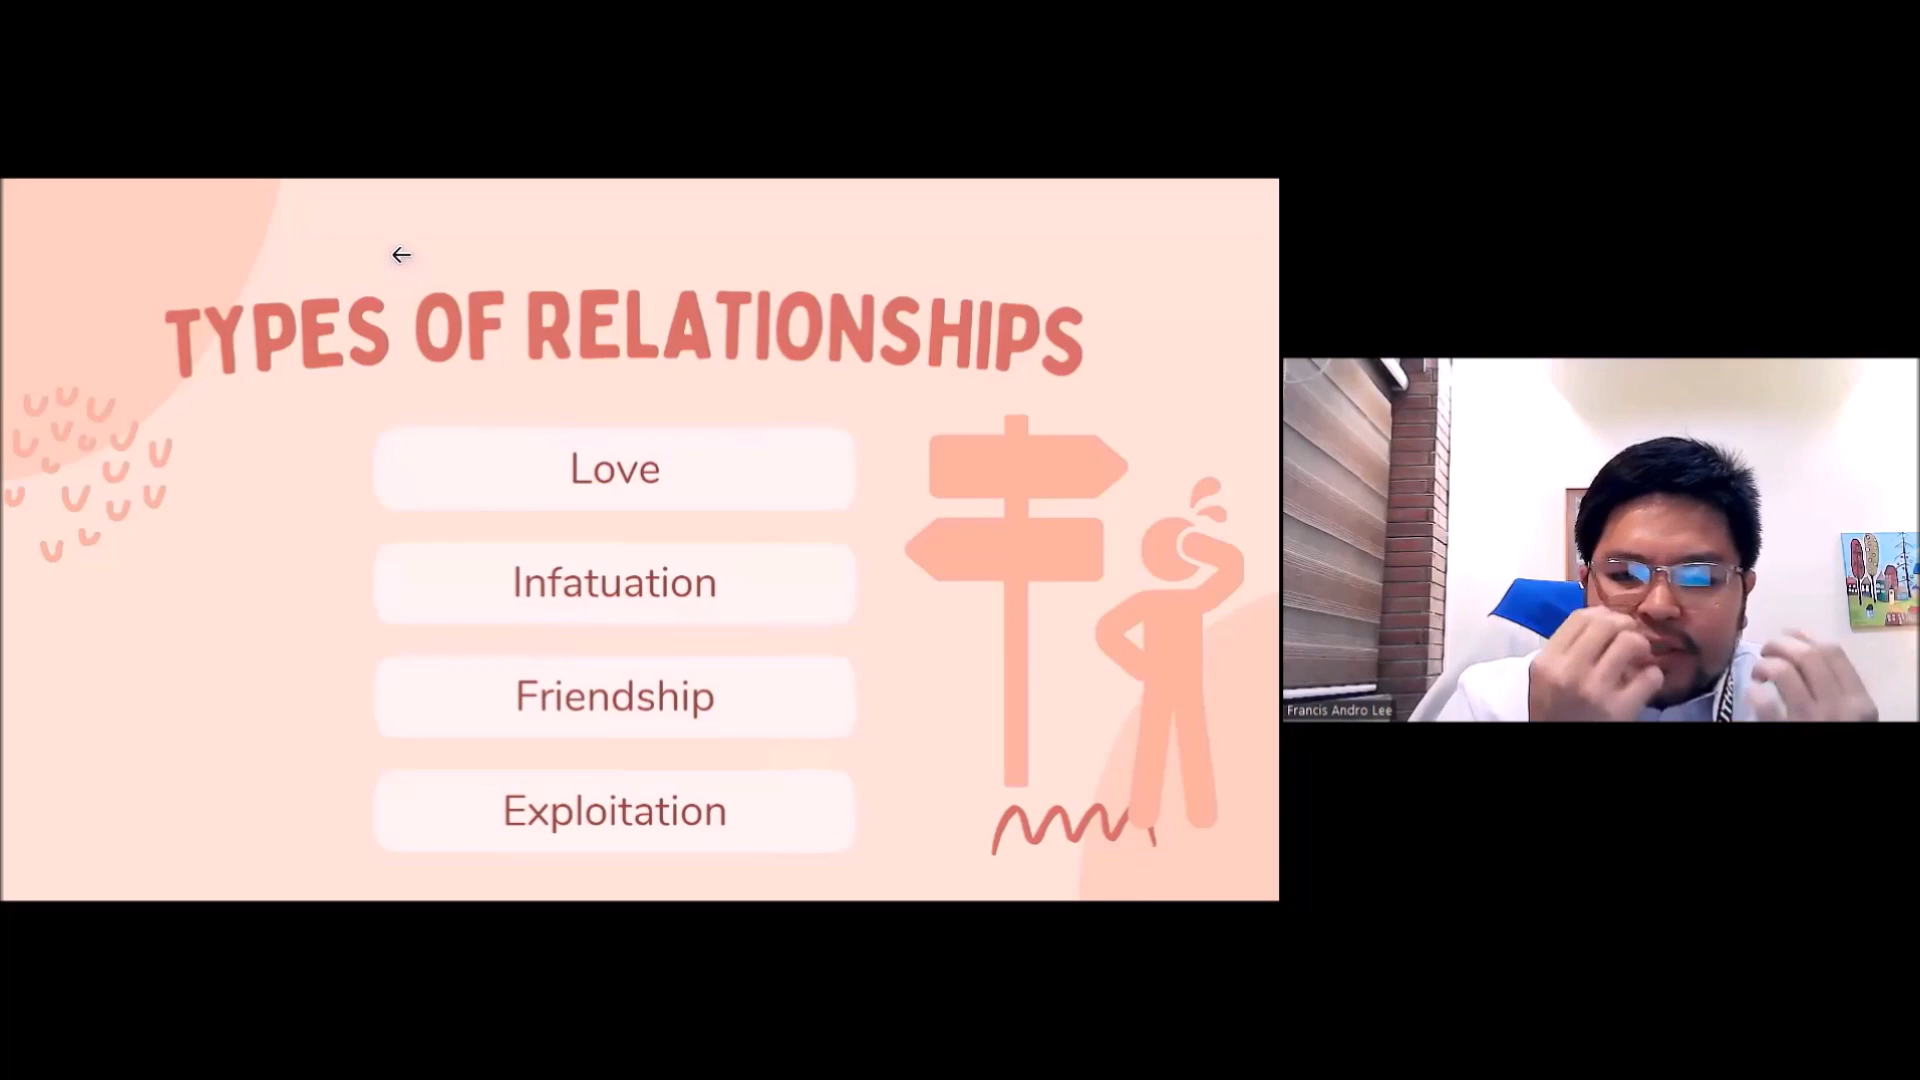 TYPES OF RELATIONSHIPS
Love
Infatuation
Friendship
Exploitation
Francis Andro Lee